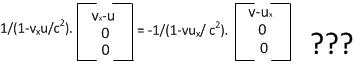 1/(1-vₓu/c²). [vₓ-u 0 0] = -1/(1-vuₓ/ c²). [v-uₓ 0 0] ???